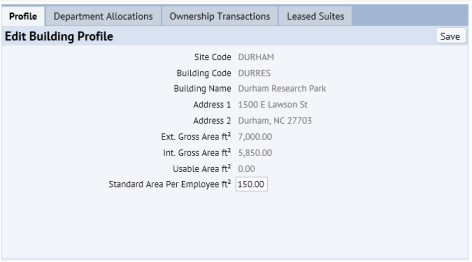 Profile Department Allocations Ownership Transactions Leased Suites
Edit Building Profile Save
Site Code DURHAM
Building Code DURRES
Building Name Durham Research Park
Address 1 1500 E Lawson St
Address 2 Durham, NC 27703
Ext. Gross Area ft² 7,000.00
Int. Gross Area ft² 5,850.00
Usable Area ft² 0.00
Standard Area Per Employee ft² 150.00